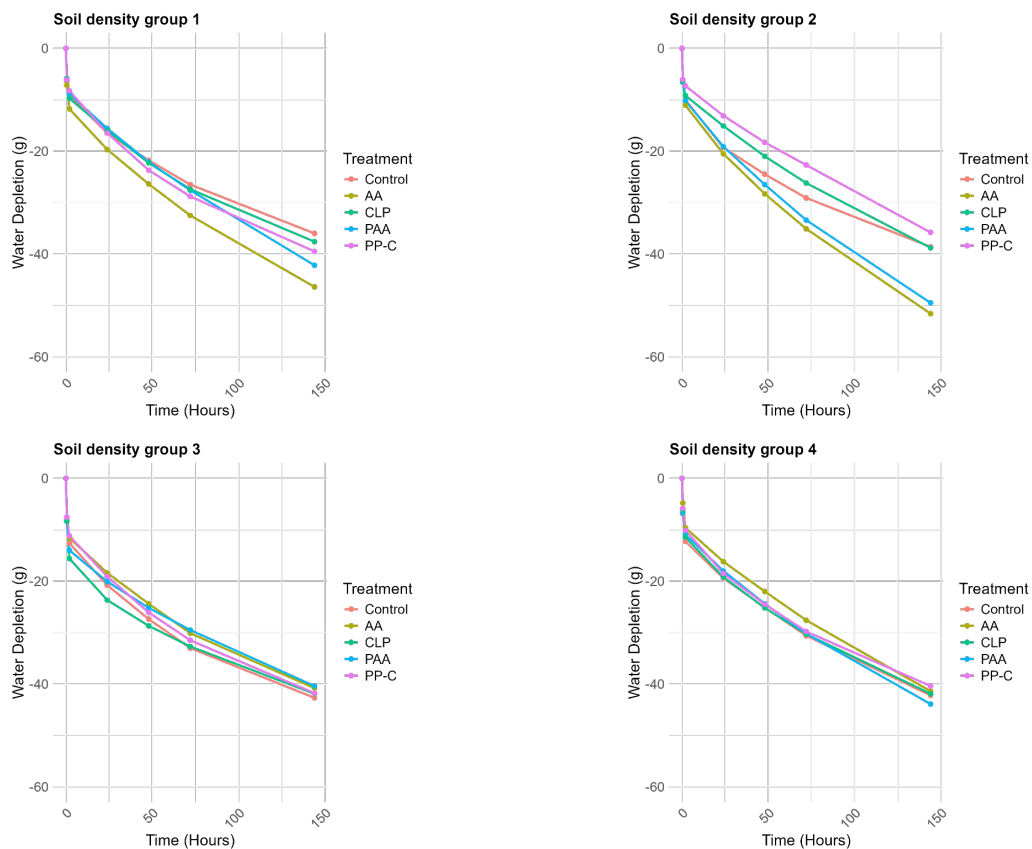 Soil density group 1
0
-20
-40
-60
Water Depletion (g)
0
50
100
150
Time (Hours)
Treatment
Control
AA
CLP
PAA
PP-C
Soil density group 2
0
-20
-40
-60
Water Depletion (g)
0
50
100
150
Time (Hours)
Treatment
Control
AA
CLP
PAA
PP-C
Soil density group 3
0
-20
-40
-60
Water Depletion (g)
0
50
100
150
Time (Hours)
Treatment
Control
AA
CLP
PAA
PP-C
Soil density group 4
0
-20
-40
-60
Water Depletion (g)
0
50
100
150
Time (Hours)
Treatment
Control
AA
CLP
PAA
PP-C